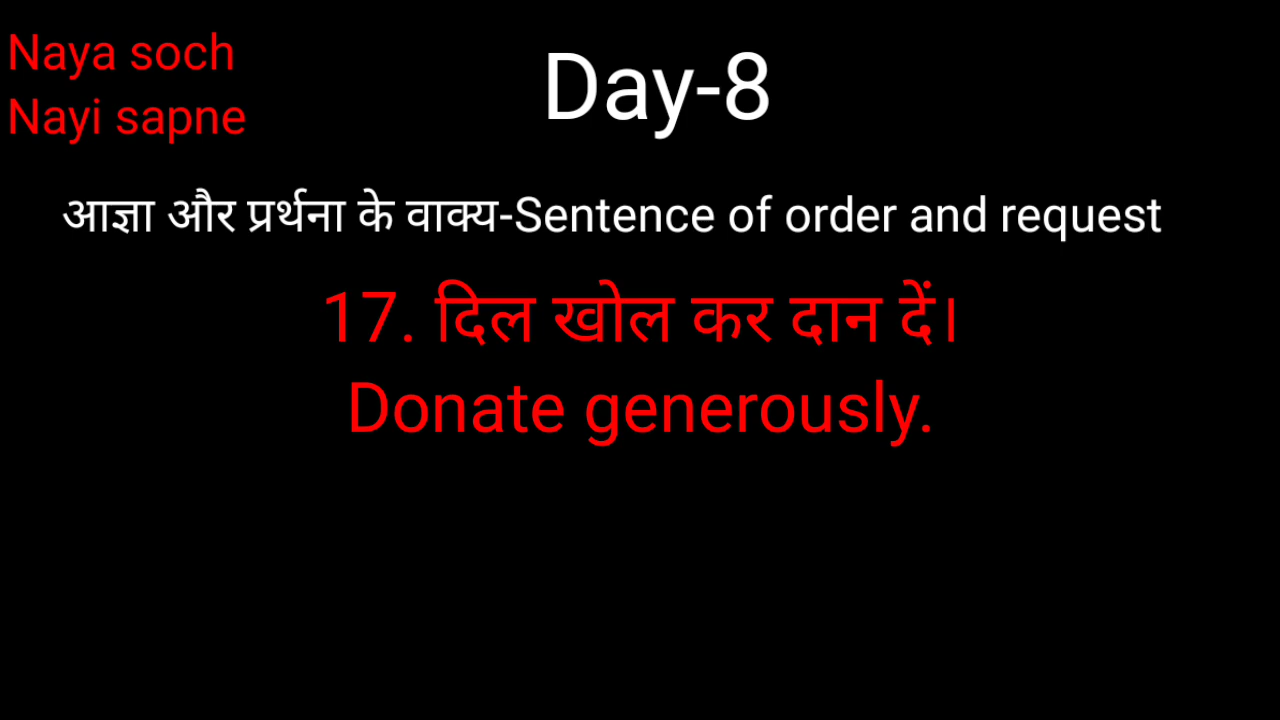 Naya soch
Nayi sapne
Day-8
आज्ञा और प्रर्थना के वाक्य-Sentence of order and request
17. दिल खोल कर दान दें।
Donate generously.